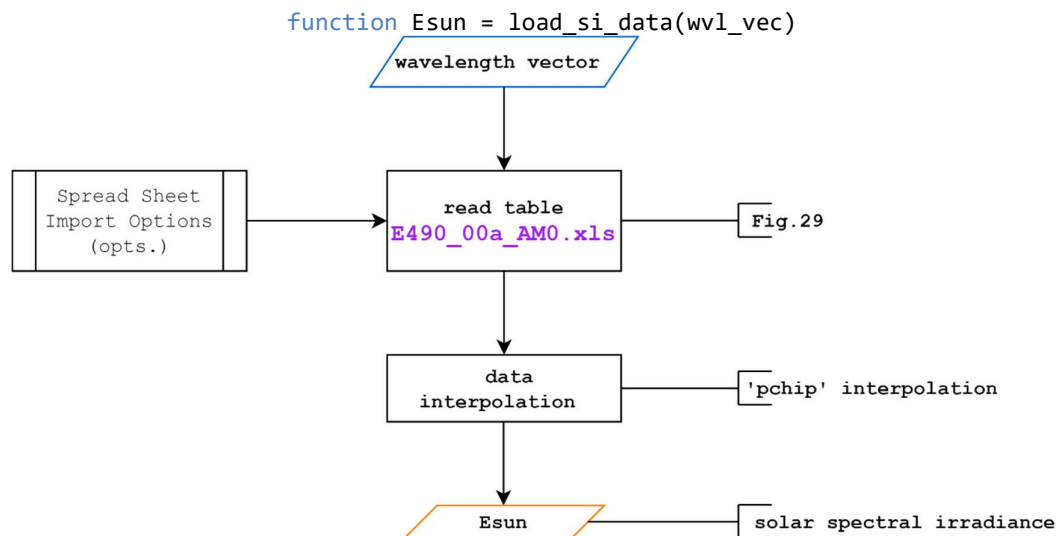 function Esun = load_si_data(wvl_vec)
wavelength vector
Spread Sheet
Import Options
(opts.)
read table
E490_00a_AM0.xls
Fig.29
data
interpolation
'pchip' interpolation
Esun
solar spectral irradiance